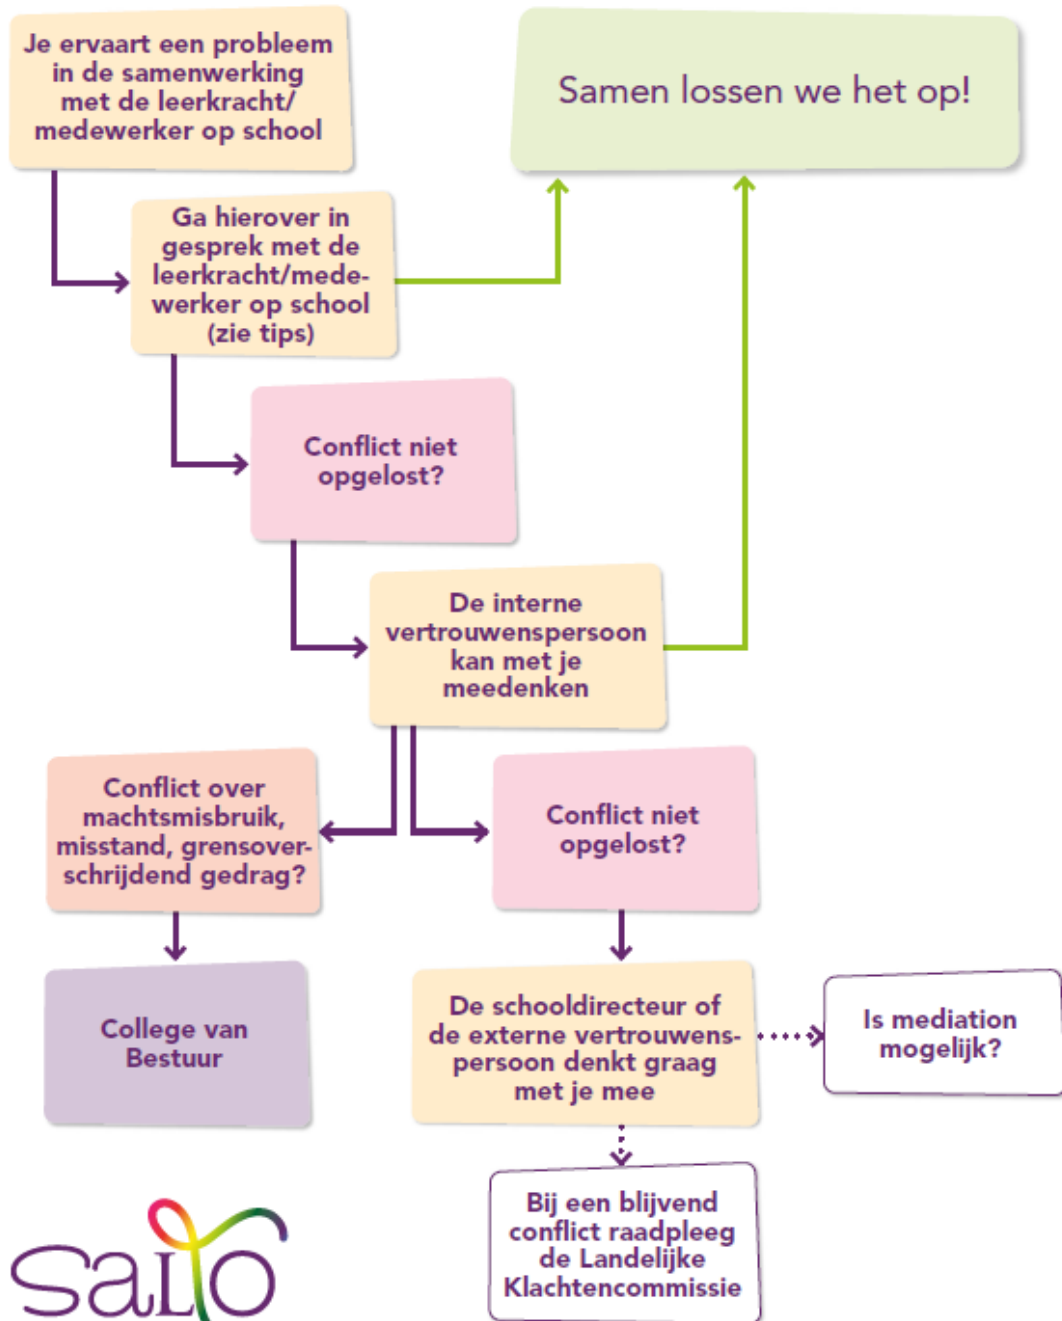 Je ervaart een probleem
in de samenwerking
met de leerkracht/
medewerker op school
Samen lossen we het op!
Ga hierover in
gesprek met de
leerkracht/mede-
werker op school
(zie tips)
Conflict niet
opgelost?
De interne
vertrouwenspersoon
kan met je
meedenken
Conflict over
machtsmisbruik,
misstand, grensover-
schrijdend gedrag?
Conflict niet
opgelost?
College van
Bestuur
De schooldirecteur of
de externe vertrouwens-
persoon denkt graag
met je mee
Is mediation
mogelijk?
Bij een blijvend
conflict raadpleeg
de Landelijke
Klachtencommissie
SALTO